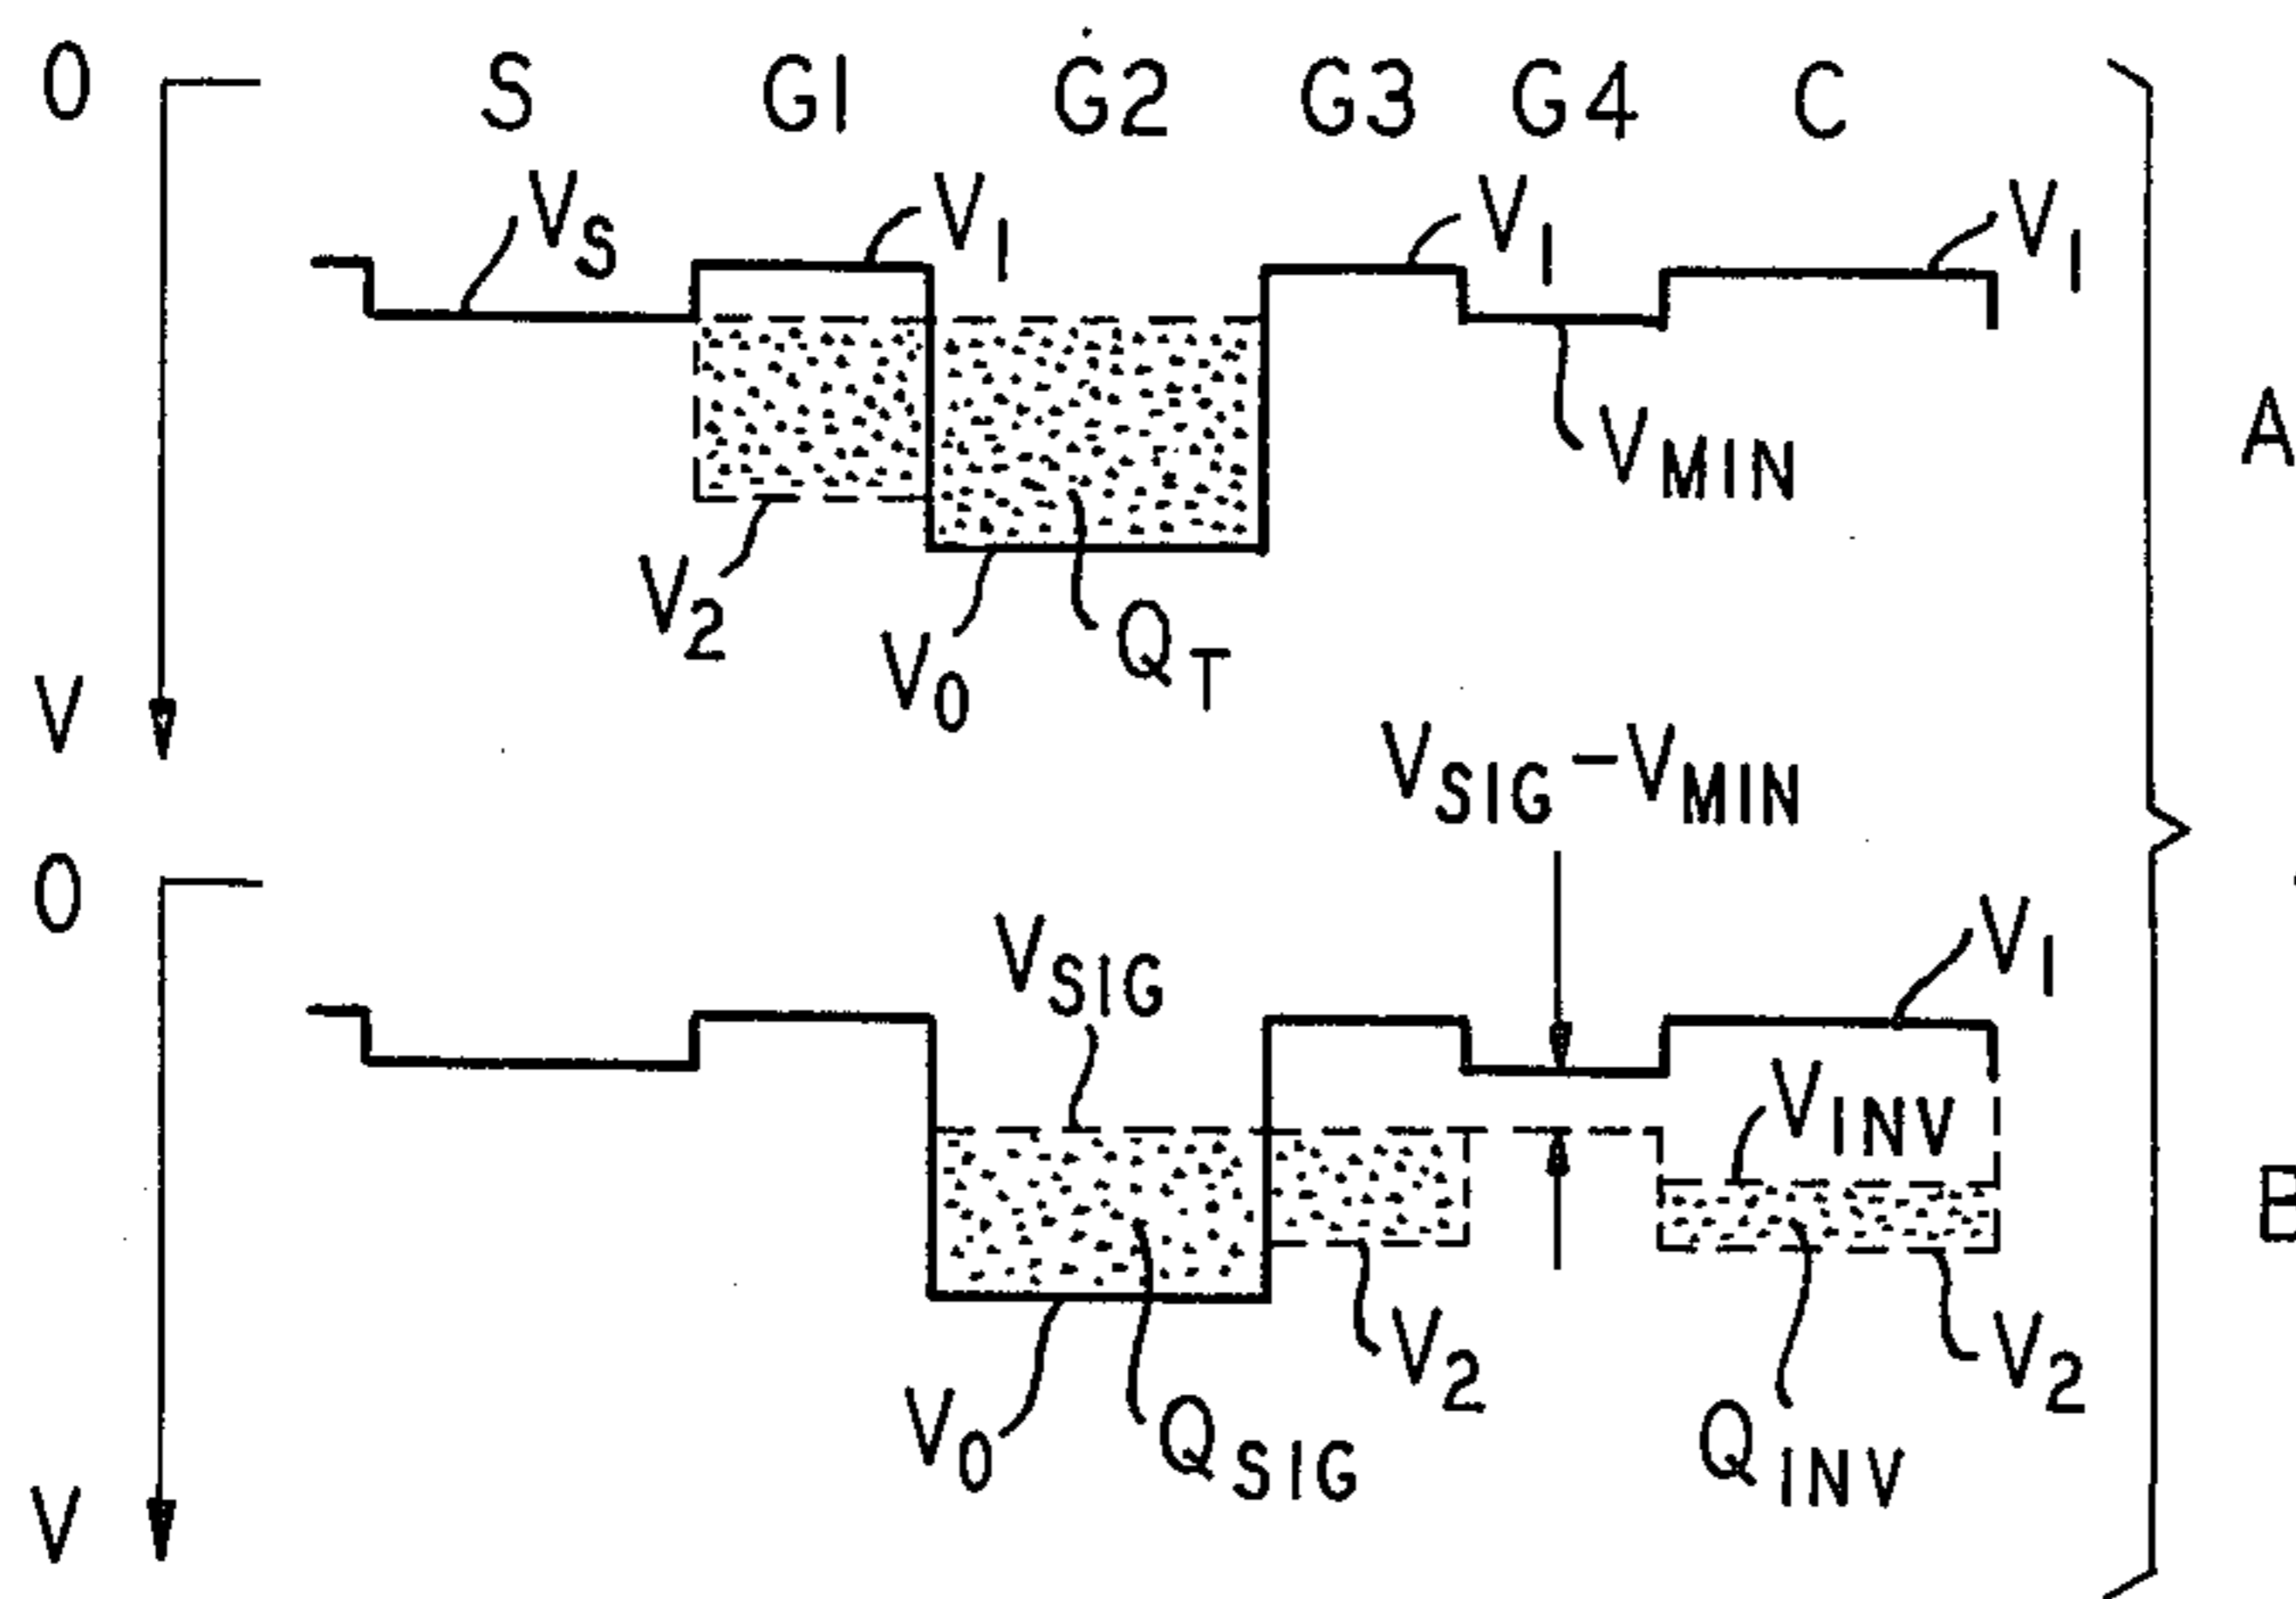 0 S G1 G2 G3 G4 C
V_S V_1 V_1 V_1
V_MIN
A
V_2 V_0 Q_T
V
V_SIG-V_MIN
0
V_SIG V_1
V_INV
B
V_2 V_2
V_0 Q_SIG Q_INV
V